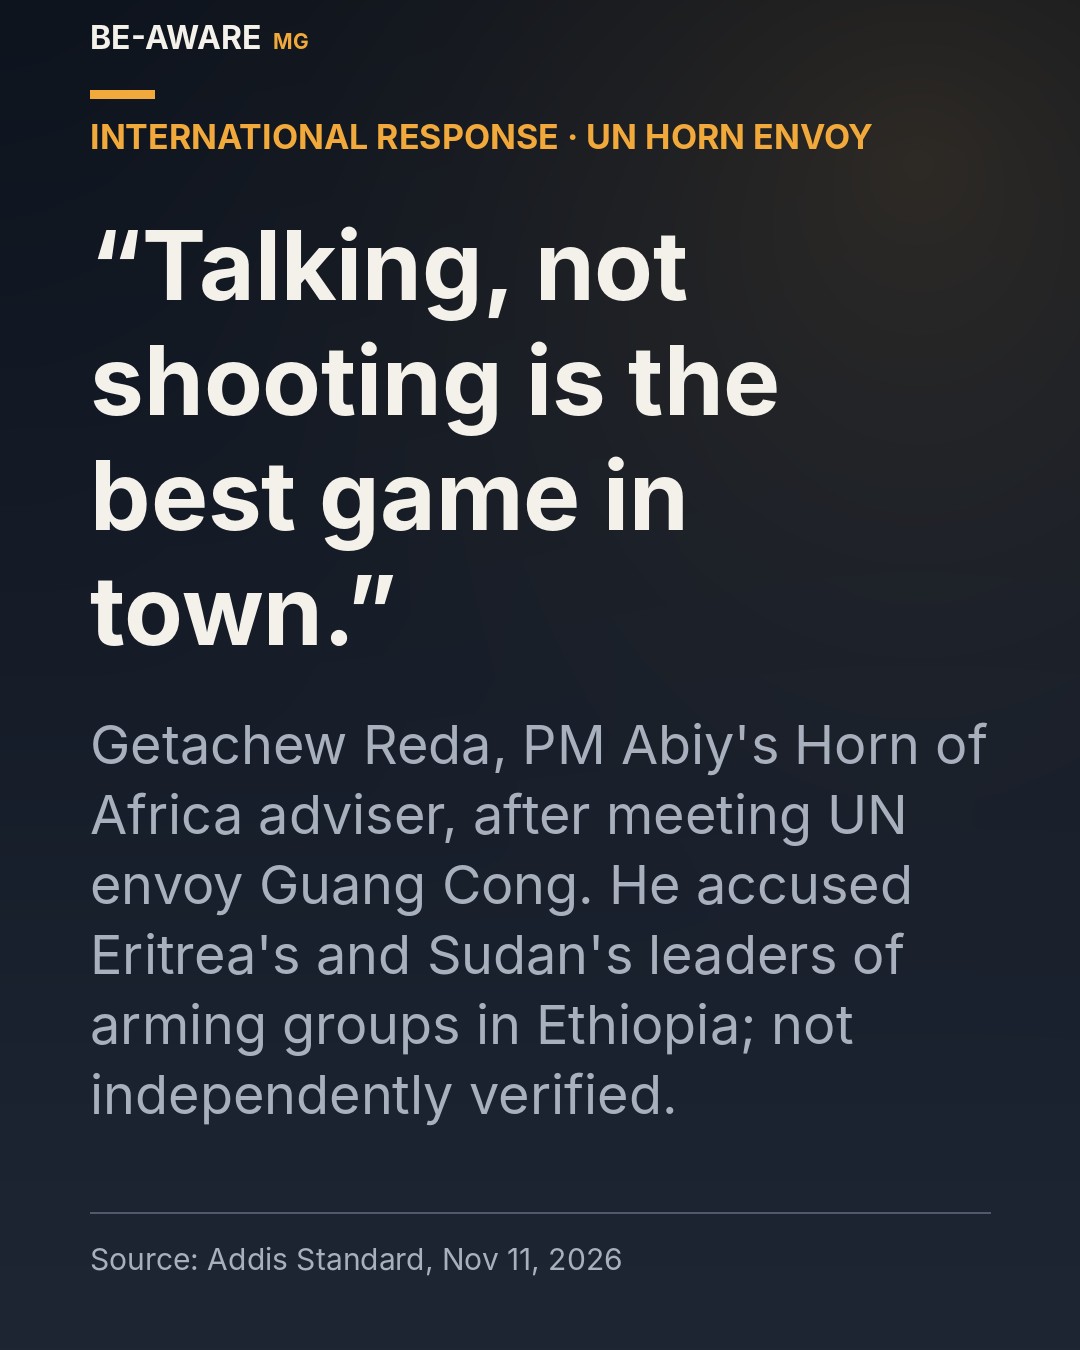 BE-AWARE MG
INTERNATIONAL RESPONSE · UN HORN ENVOY
“Talking, not
shooting is the
best game in
town.”
Getachew Reda, PM Abiy's Horn of
Africa adviser, after meeting UN
envoy Guang Cong. He accused
Eritrea's and Sudan's leaders of
arming groups in Ethiopia; not
independently verified.
Source: Addis Standard, Nov 11, 2026